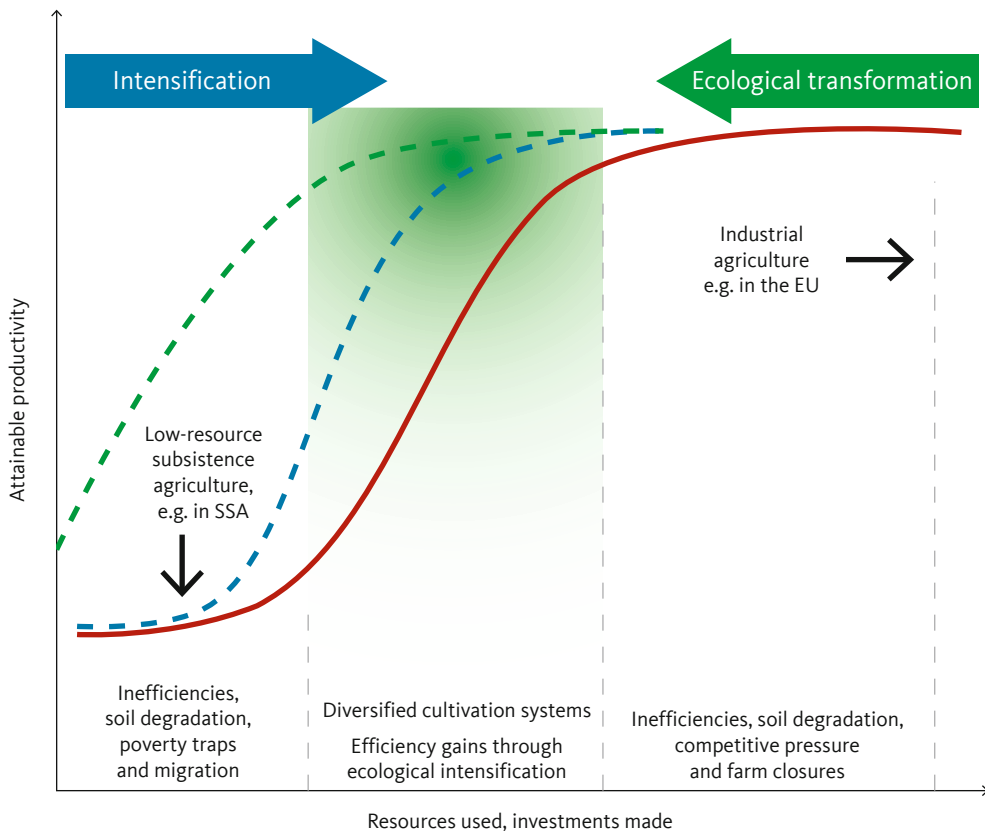 Intensification
Ecological transformation
Attainable productivity
Industrial
agriculture
e.g. in the EU
Low-resource
subsistence
agriculture,
e.g. in SSA
Inefficiencies,
soil degradation,
poverty traps
and migration
Diversified cultivation systems
Efficiency gains through
ecological intensification
Inefficiencies, soil degradation,
competitive pressure
and farm closures
Resources used, investments made